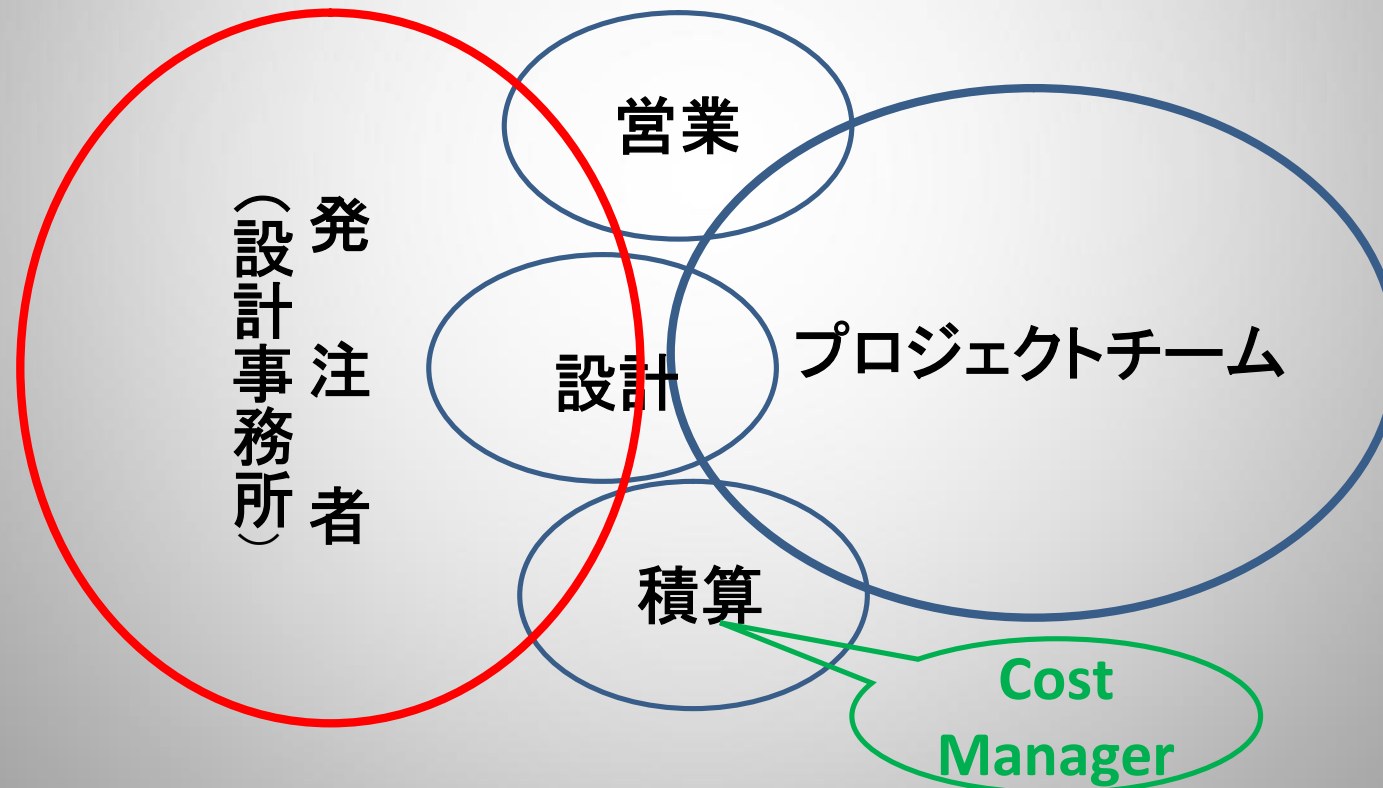 営業
発注者
（設計事務所）
設計
プロジェクトチーム
積算
Cost
Manager